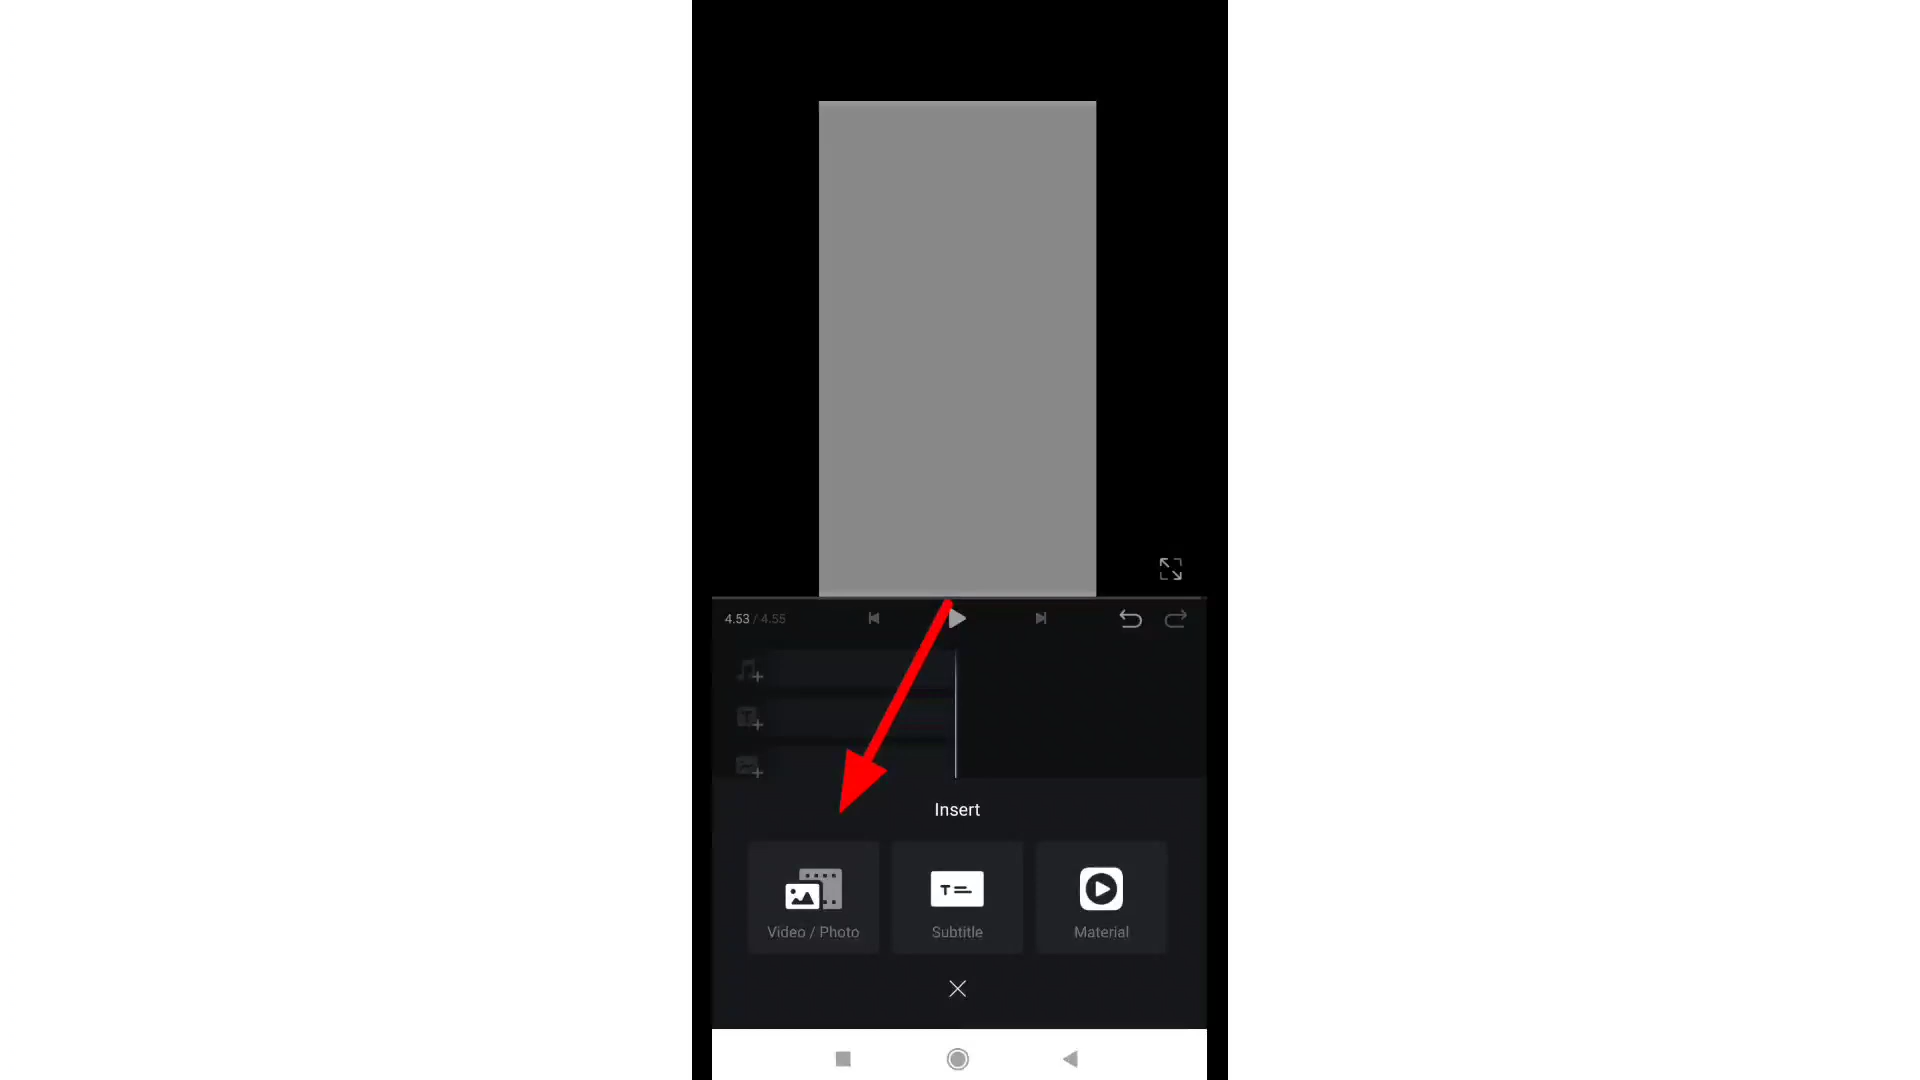 4.53 / 4.55
Insert
Video / Photo
Subtitle
Material